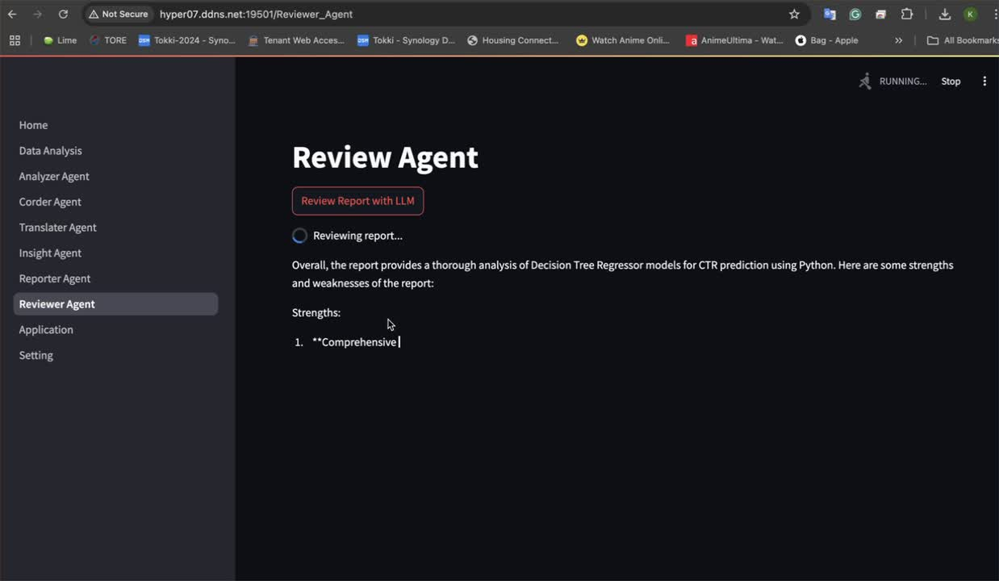 Not Secure hyper07.ddns.net:19501/Reviewer_Agent K
Lime TORE Tokki-2024 - Syno... Tenant Web Acces... Tokki - Synology D... Housing Connect... Watch Anime Onli... AnimeUltima - Wat... Bag - Apple » All Bookmarks
RUNNING... Stop
Home
Data Analysis
Analyzer Agent
Corder Agent
Translater Agent
Insight Agent
Reporter Agent
Reviewer Agent
Application
Setting
Review Agent
Review Report with LLM
Reviewing report...
Overall, the report provides a thorough analysis of Decision Tree Regressor models for CTR prediction using Python. Here are some strengths
and weaknesses of the report:
Strengths:
1. **Comprehensive